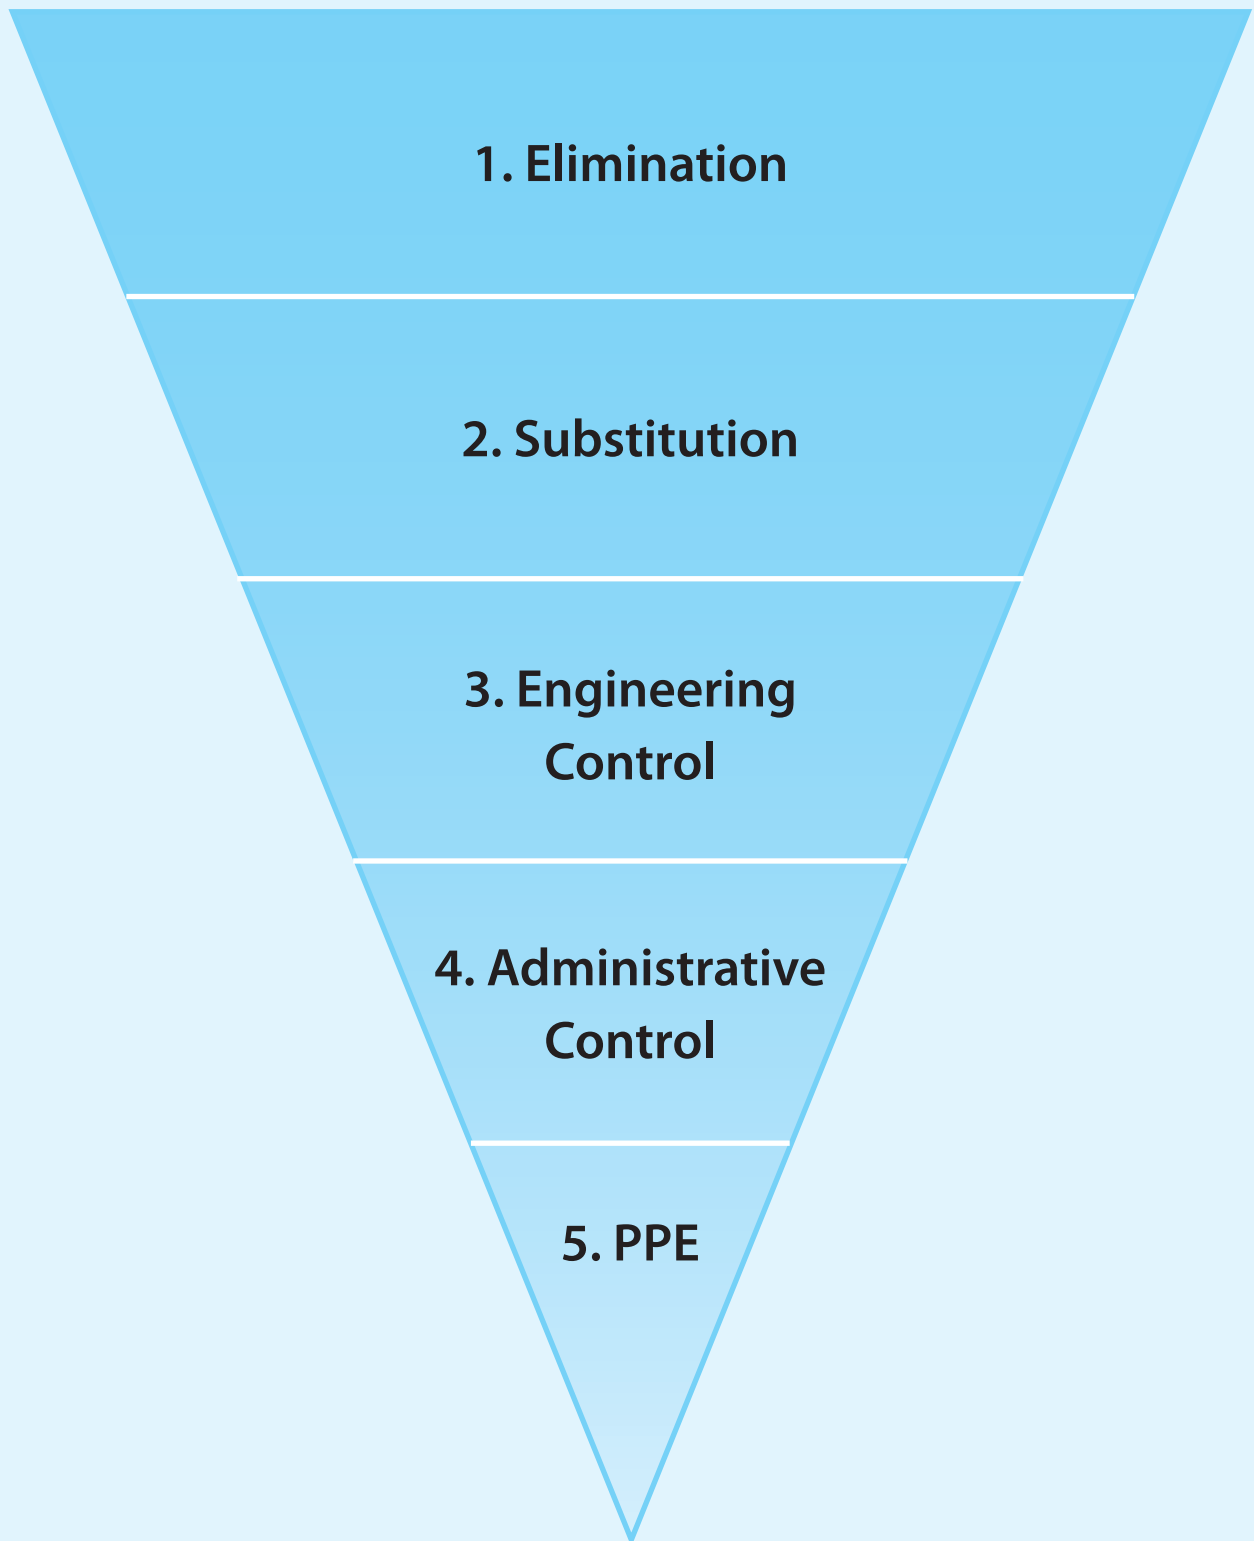 1. Elimination
2. Substitution
3. Engineering
Control
4. Administrative
Control
5. PPE